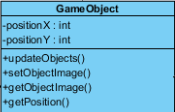 GameObject
-positionX : int
-positionY : int
+updateObjects()
+setObjectImage()
+getObjectImage()
+getPosition()